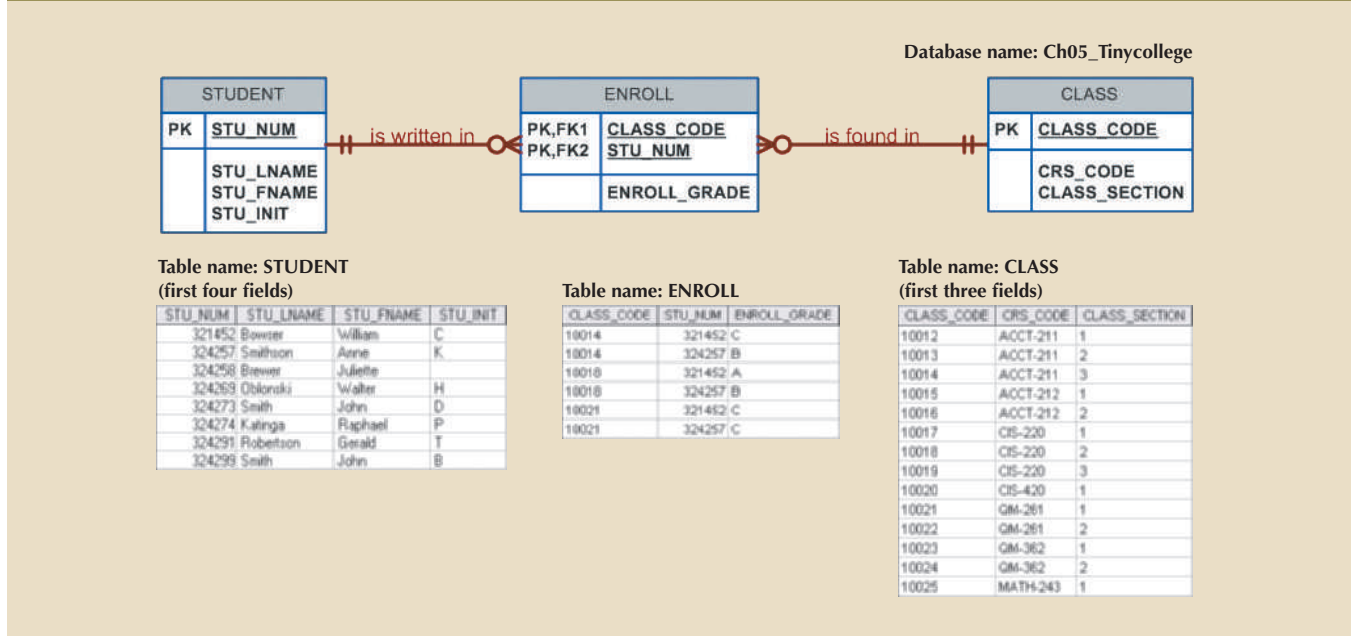 Database name: Ch05_Tinycollege
STUDENT
PK STU_NUM
STU_LNAME
STU_FNAME
STU_INIT
is written in
ENROLL
PK,FK1 CLASS_CODE
PK,FK2 STU_NUM
ENROLL_GRADE
is found in
CLASS
PK CLASS_CODE
CRS_CODE
CLASS_SECTION
Table name: STUDENT
(first four fields)
STU_NUM STU_LNAME STU_FNAME STU_INIT
321452 Bowser William C
324257 Smithson Anne K
324258 Brewer Juliette
324269 Oblonski Walter H
324273 Smith John D
324274 Katinga Raphael P
324291 Robertson Gerald T
324299 Smith John B
Table name: ENROLL
CLASS_CODE STU_NUM ENROLL_GRADE
10014 321452 C
10014 324257 B
10018 321452 A
10018 324257 B
10021 321452 C
10021 324257 C
Table name: CLASS
(first three fields)
CLASS_CODE CRS_CODE CLASS_SECTION
10012 ACCT-211 1
10013 ACCT-211 2
10014 ACCT-211 3
10015 ACCT-212 1
10016 ACCT-212 2
10017 CIS-220 1
10018 CIS-220 2
10019 CIS-220 3
10020 CIS-420 1
10021 QM-261 1
10022 QM-261 2
10023 QM-362 1
10024 QM-362 2
10025 MATH-243 1